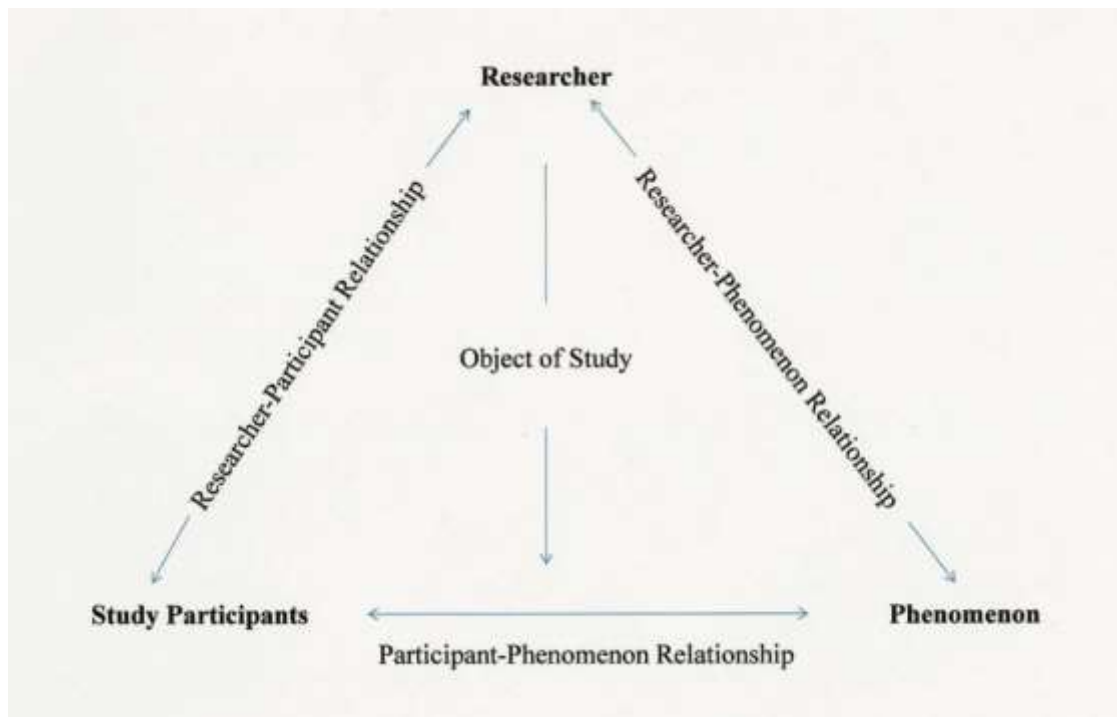 Researcher
Researcher-Participant Relationship
Researcher-Phenomenon Relationship
Object of Study
Study Participants
Phenomenon
Participant-Phenomenon Relationship